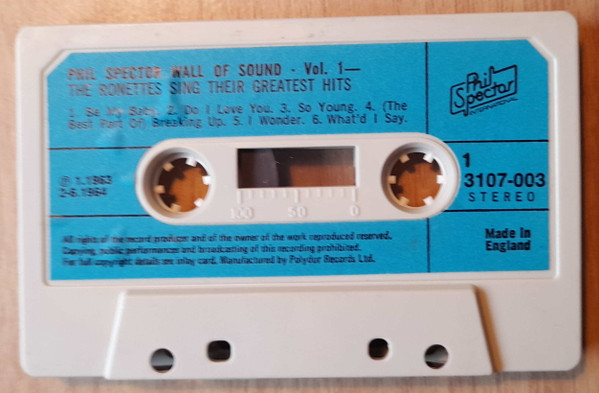 PHIL SPECTOR WALL OF SOUND - Vol. 1—
THE RONETTES SING THEIR GREATEST HITS
1. Be My Baby. 2. Do I Love You. 3. So Young. 4. (The
Best Part Of) Breaking Up. 5. I Wonder. 6. What'd I Say.
Phil
Spector
INTERNATIONAL
℗ 1.1963
2-6.1964
100 50 0
1
3107-003
STEREO
All rights of the record producer and of the owner of the work reproduced reserved.
Copying, public performance and broadcasting of this recording prohibited.
For full copyright details see inlay card. Manufactured by Polydor Records Ltd.
Made In
England